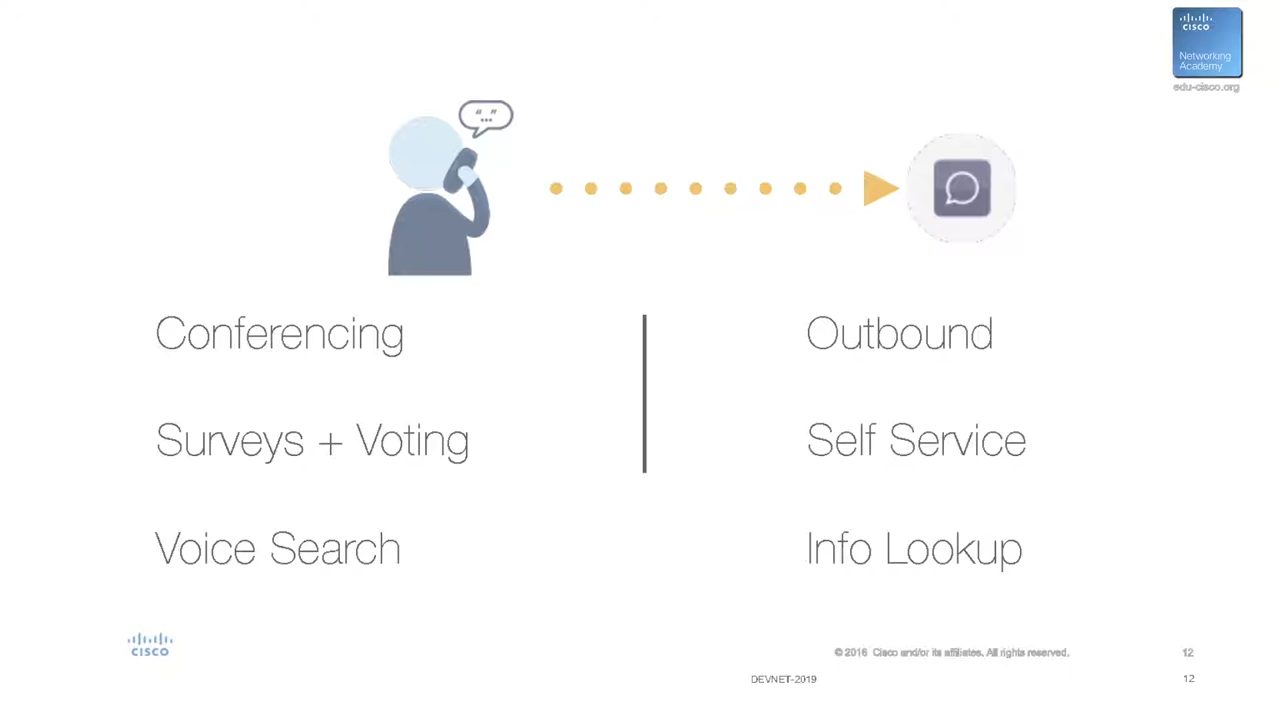 CISCO
Networking
Academy
edu-cisco.org
“ ”
...
Conferencing
Outbound
Surveys + Voting
Self Service
Voice Search
Info Lookup
CISCO
© 2016 Cisco and/or its affiliates. All rights reserved.
12
DEVNET-2019
12